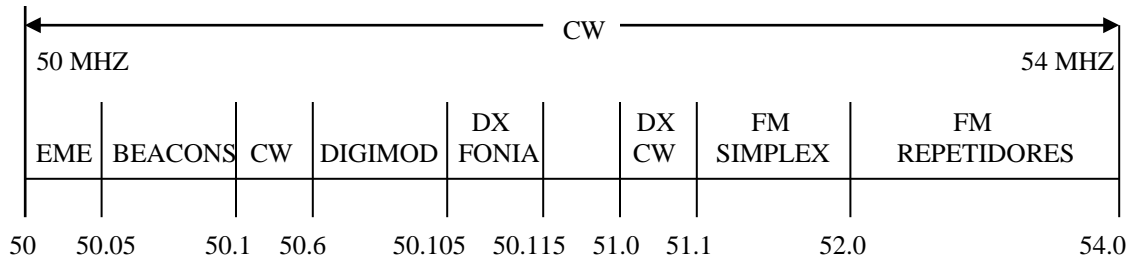 CW
50 MHZ 54 MHZ
DX DX FM FM
EME BEACONS CW DIGIMOD FONIA CW SIMPLEX REPETIDORES
50 50.05 50.1 50.6 50.105 50.115 51.0 51.1 52.0 54.0